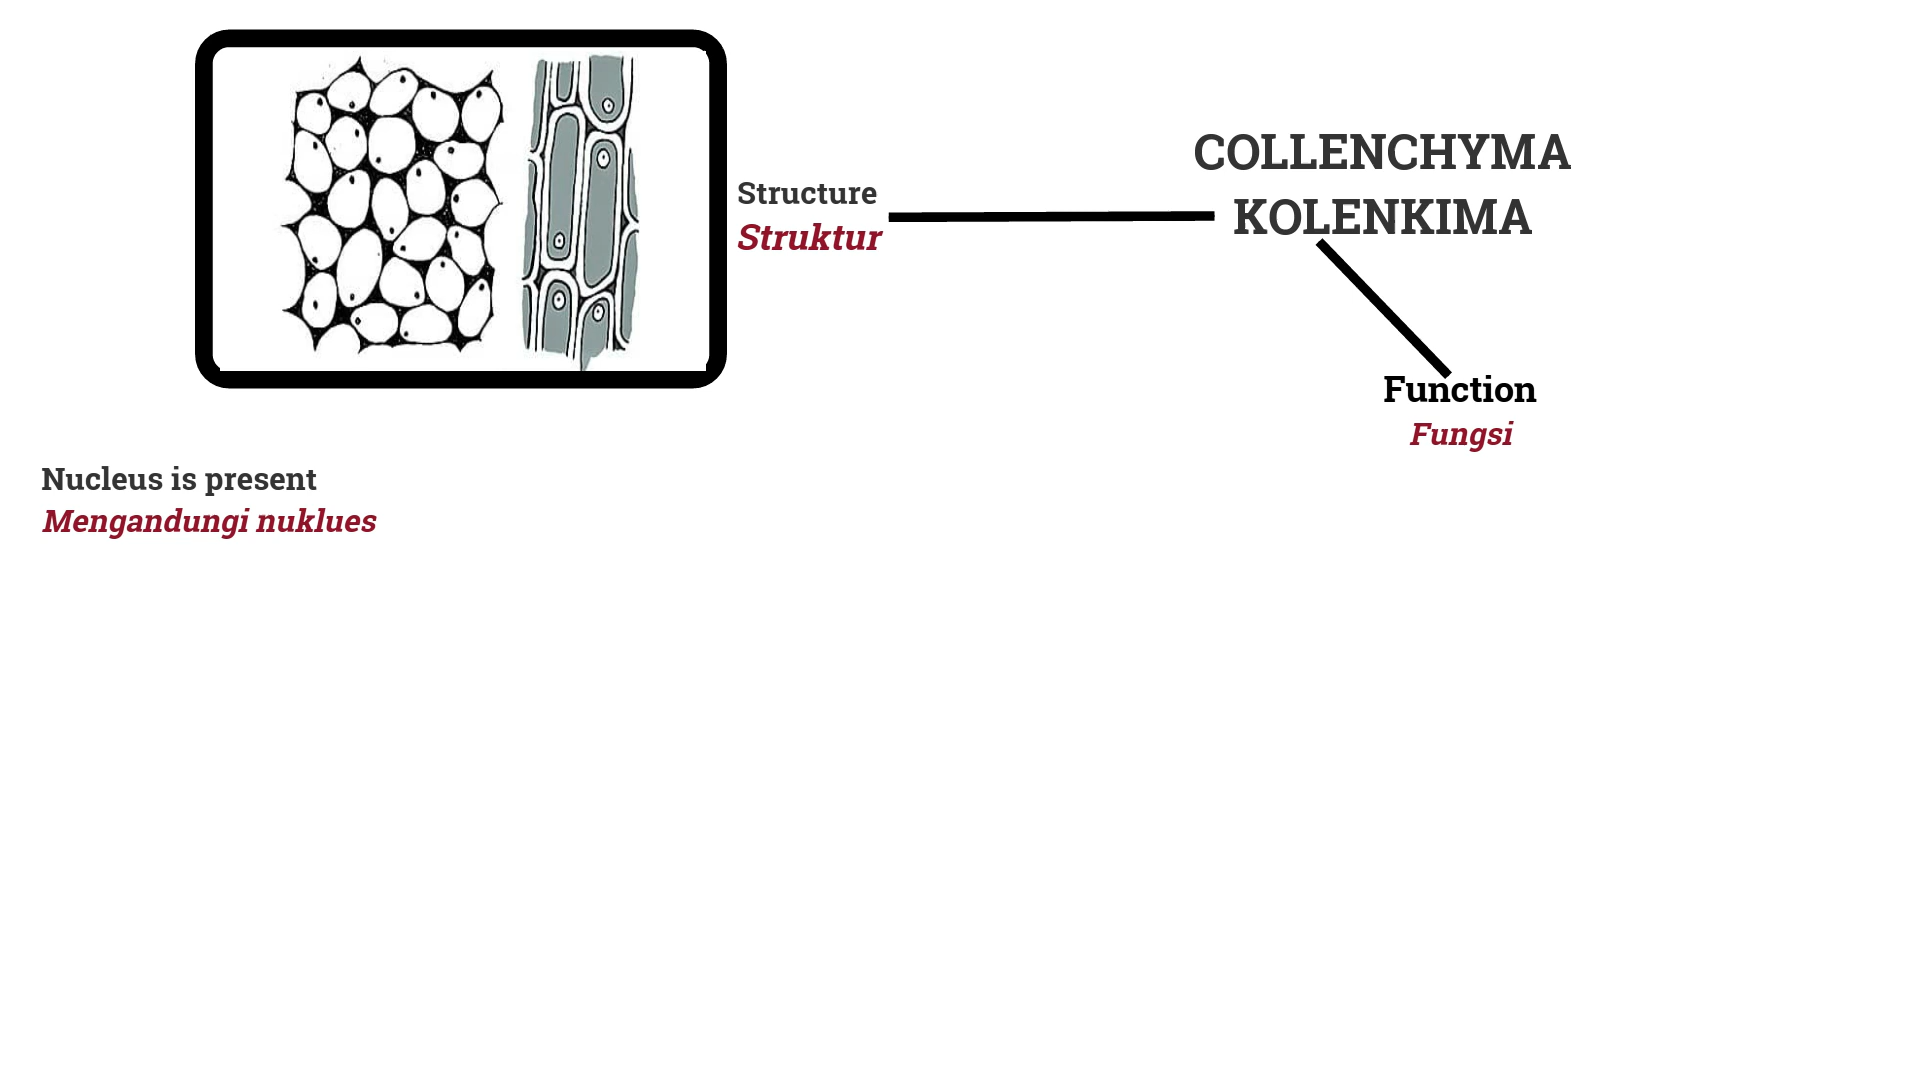 COLLENCHYMA
KOLENKIMA
Structure
Struktur
Function
Fungsi
Nucleus is present
Mengandungi nuklues